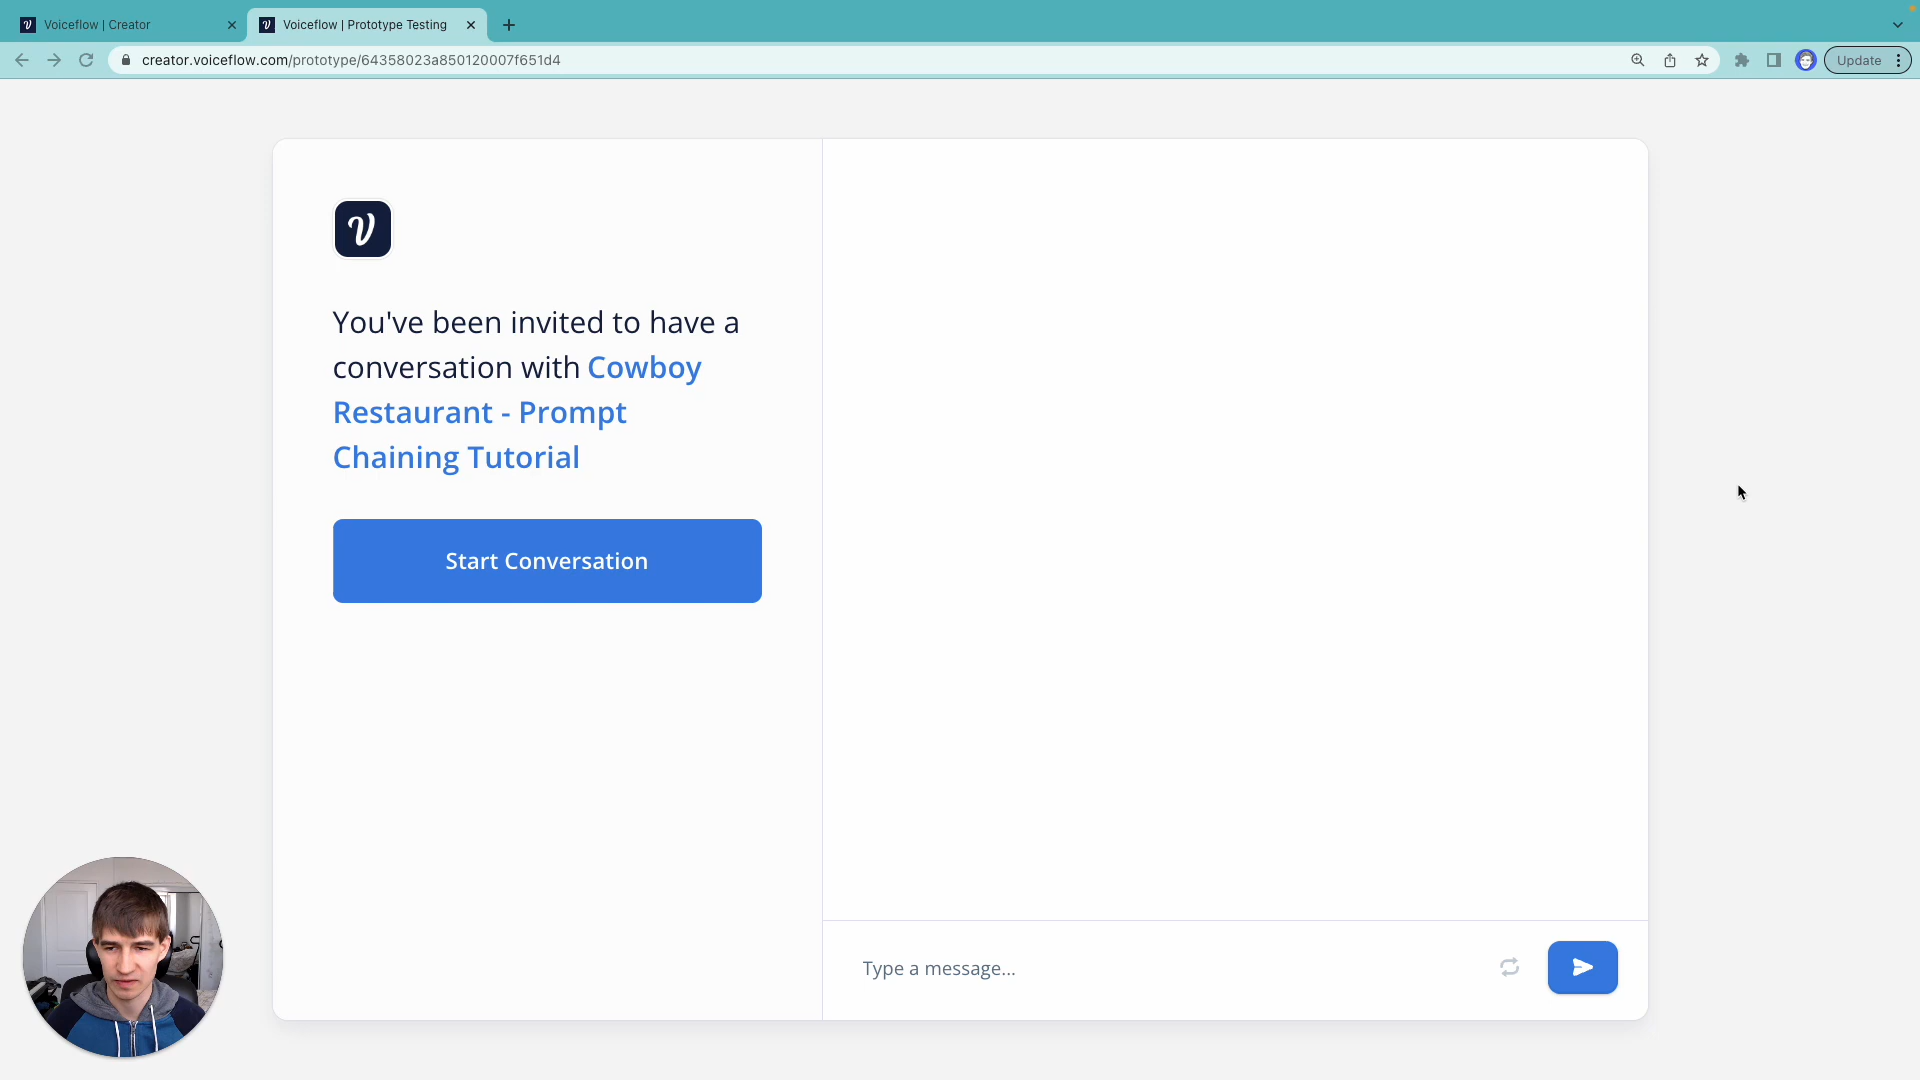 Voiceflow | Creator
Voiceflow | Prototype Testing
creator.voiceflow.com/prototype/64358023a850120007f651d4
Update
You've been invited to have a
conversation with Cowboy
Restaurant - Prompt
Chaining Tutorial
Start Conversation
Type a message...